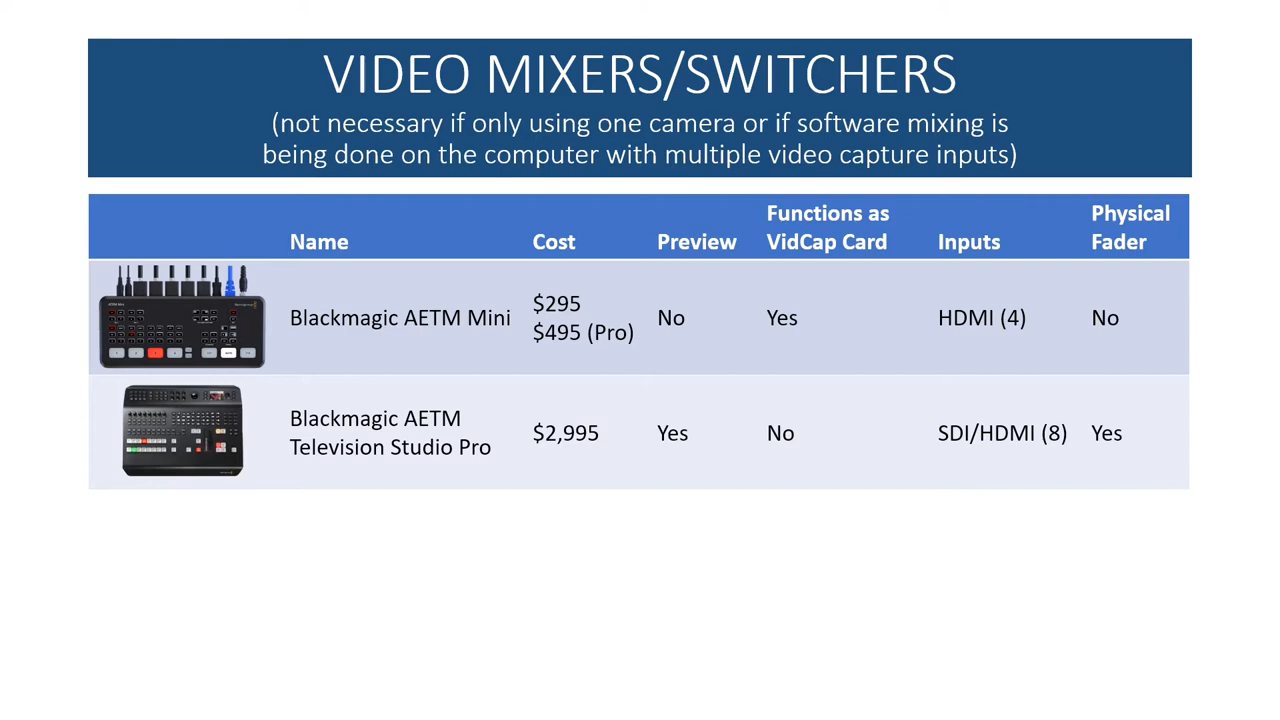 VIDEO MIXERS/SWITCHERS
(not necessary if only using one camera or if software mixing is
being done on the computer with multiple video capture inputs)
Name Cost Preview Functions as VidCap Card Inputs Physical Fader
Blackmagic AETM Mini $295 $495 (Pro) No Yes HDMI (4) No
Blackmagic AETM Television Studio Pro $2,995 Yes No SDI/HDMI (8) Yes